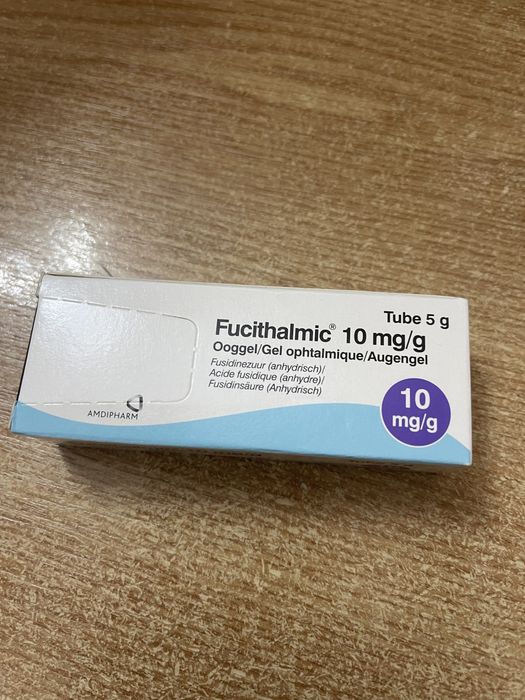 Tube 5 g
Fucithalmic® 10 mg/g
Ooggel/Gel ophtalmique/Augengel
Fusidinezuur (anhydrisch)/
Acide fusidique (anhydre)/
Fusidinsäure (Anhydrisch)
10
mg/g
AMDIPHARM